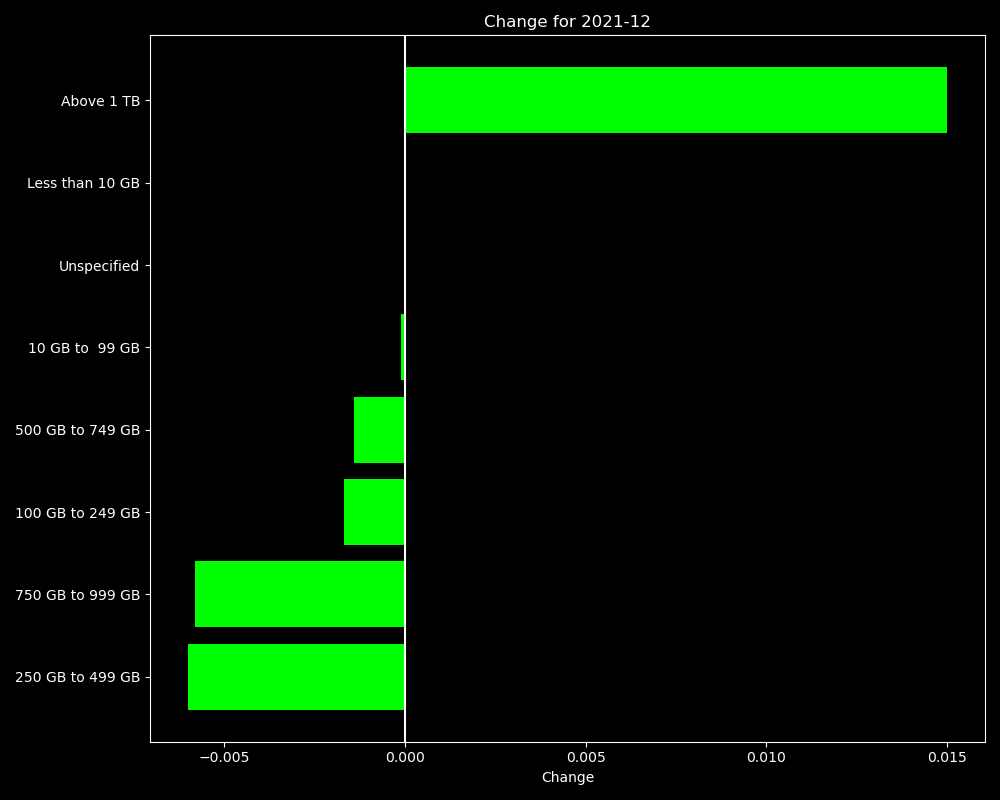 Change for 2021-12
Above 1 TB
Less than 10 GB
Unspecified
10 GB to  99 GB
500 GB to 749 GB
100 GB to 249 GB
750 GB to 999 GB
250 GB to 499 GB
−0.005 0.000 0.005 0.010 0.015
Change